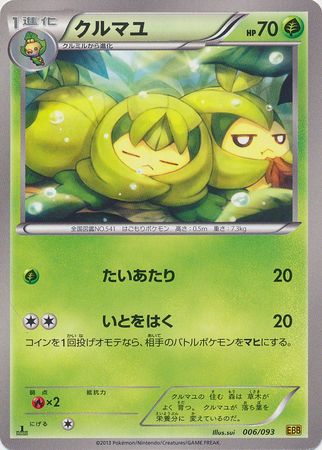 1進化
クルマユ
HP70
クルミルから進化
全国図鑑NO.541 はごもりポケモン 高さ:0.5m 重さ:7.3kg
たいあたり 20
いとをはく 20
コインを1回投げオモテなら、相手のバトルポケモンをマヒにする。
弱点 抵抗力
×2
にげる
クルマユの 住む 森は 草木が
よく 育つ。 クルマユが 落ち葉を
栄養分に 変えて いるためだ。
1
Illus.sui 006/093 EBB
©2013 Pokémon/Nintendo/Creatures/GAME FREAK.